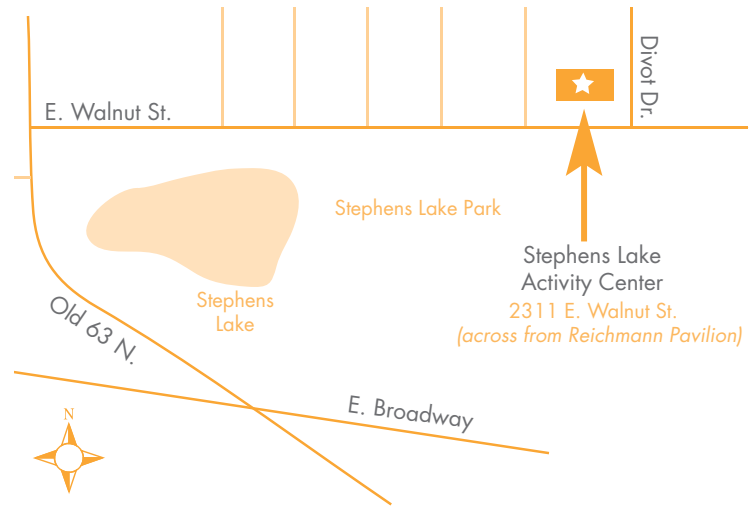 Divot Dr.
E. Walnut St.
Stephens Lake Park
Stephens Lake
Activity Center
2311 E. Walnut St.
(across from Reichmann Pavilion)
Stephens
Lake
Old 63 N.
E. Broadway
N